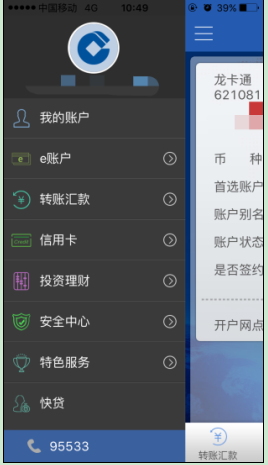 中国移动 4G 10:49 39%
我的账户
e账户
转账汇款
信用卡
投资理财
安全中心
特色服务
快贷
95533
龙卡通
621081
币 种
首选账户
账户别名
账户状态
是否签约
开户网点
转账汇款